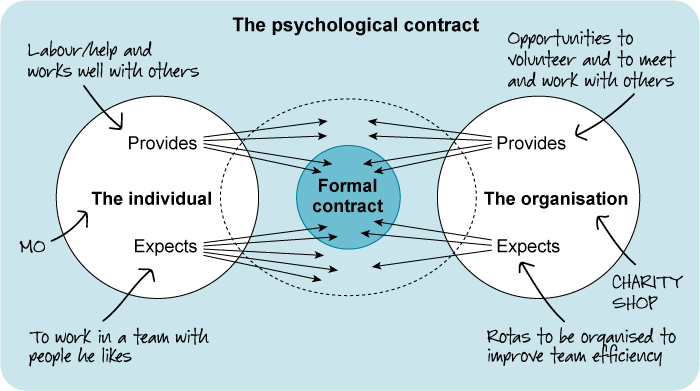 The psychological contract
Labour/help and
works well with others
Opportunities to
volunteer and to meet
and work with others
Provides
Provides
The individual
Formal
contract
The organisation
MO
Expects
Expects
CHARITY
SHOP
To work in a team with
people he likes
Rotas to be organised to
improve team efficiency